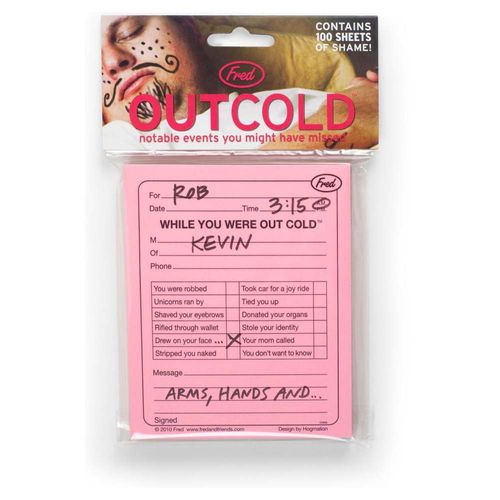 CONTAINS
100 SHEETS
OF SHAME!
Fred
OUTCOLD™
notable events you might have missed
Fred
For ROB
Date Time 3:15
WHILE YOU WERE OUT COLD™
M KEVIN
Of
Phone
You were robbed Took car for a joy ride
Unicorns ran by Tied you up
Shaved your eyebrows Donated your organs
Rifled through wallet Stole your identity
Drew on your face ... X Your mom called
Stripped you naked You don't want to know
Message
ARMS, HANDS AND...
Signed
© 2010 Fred www.fredandfriends.com Design by Hogmalion